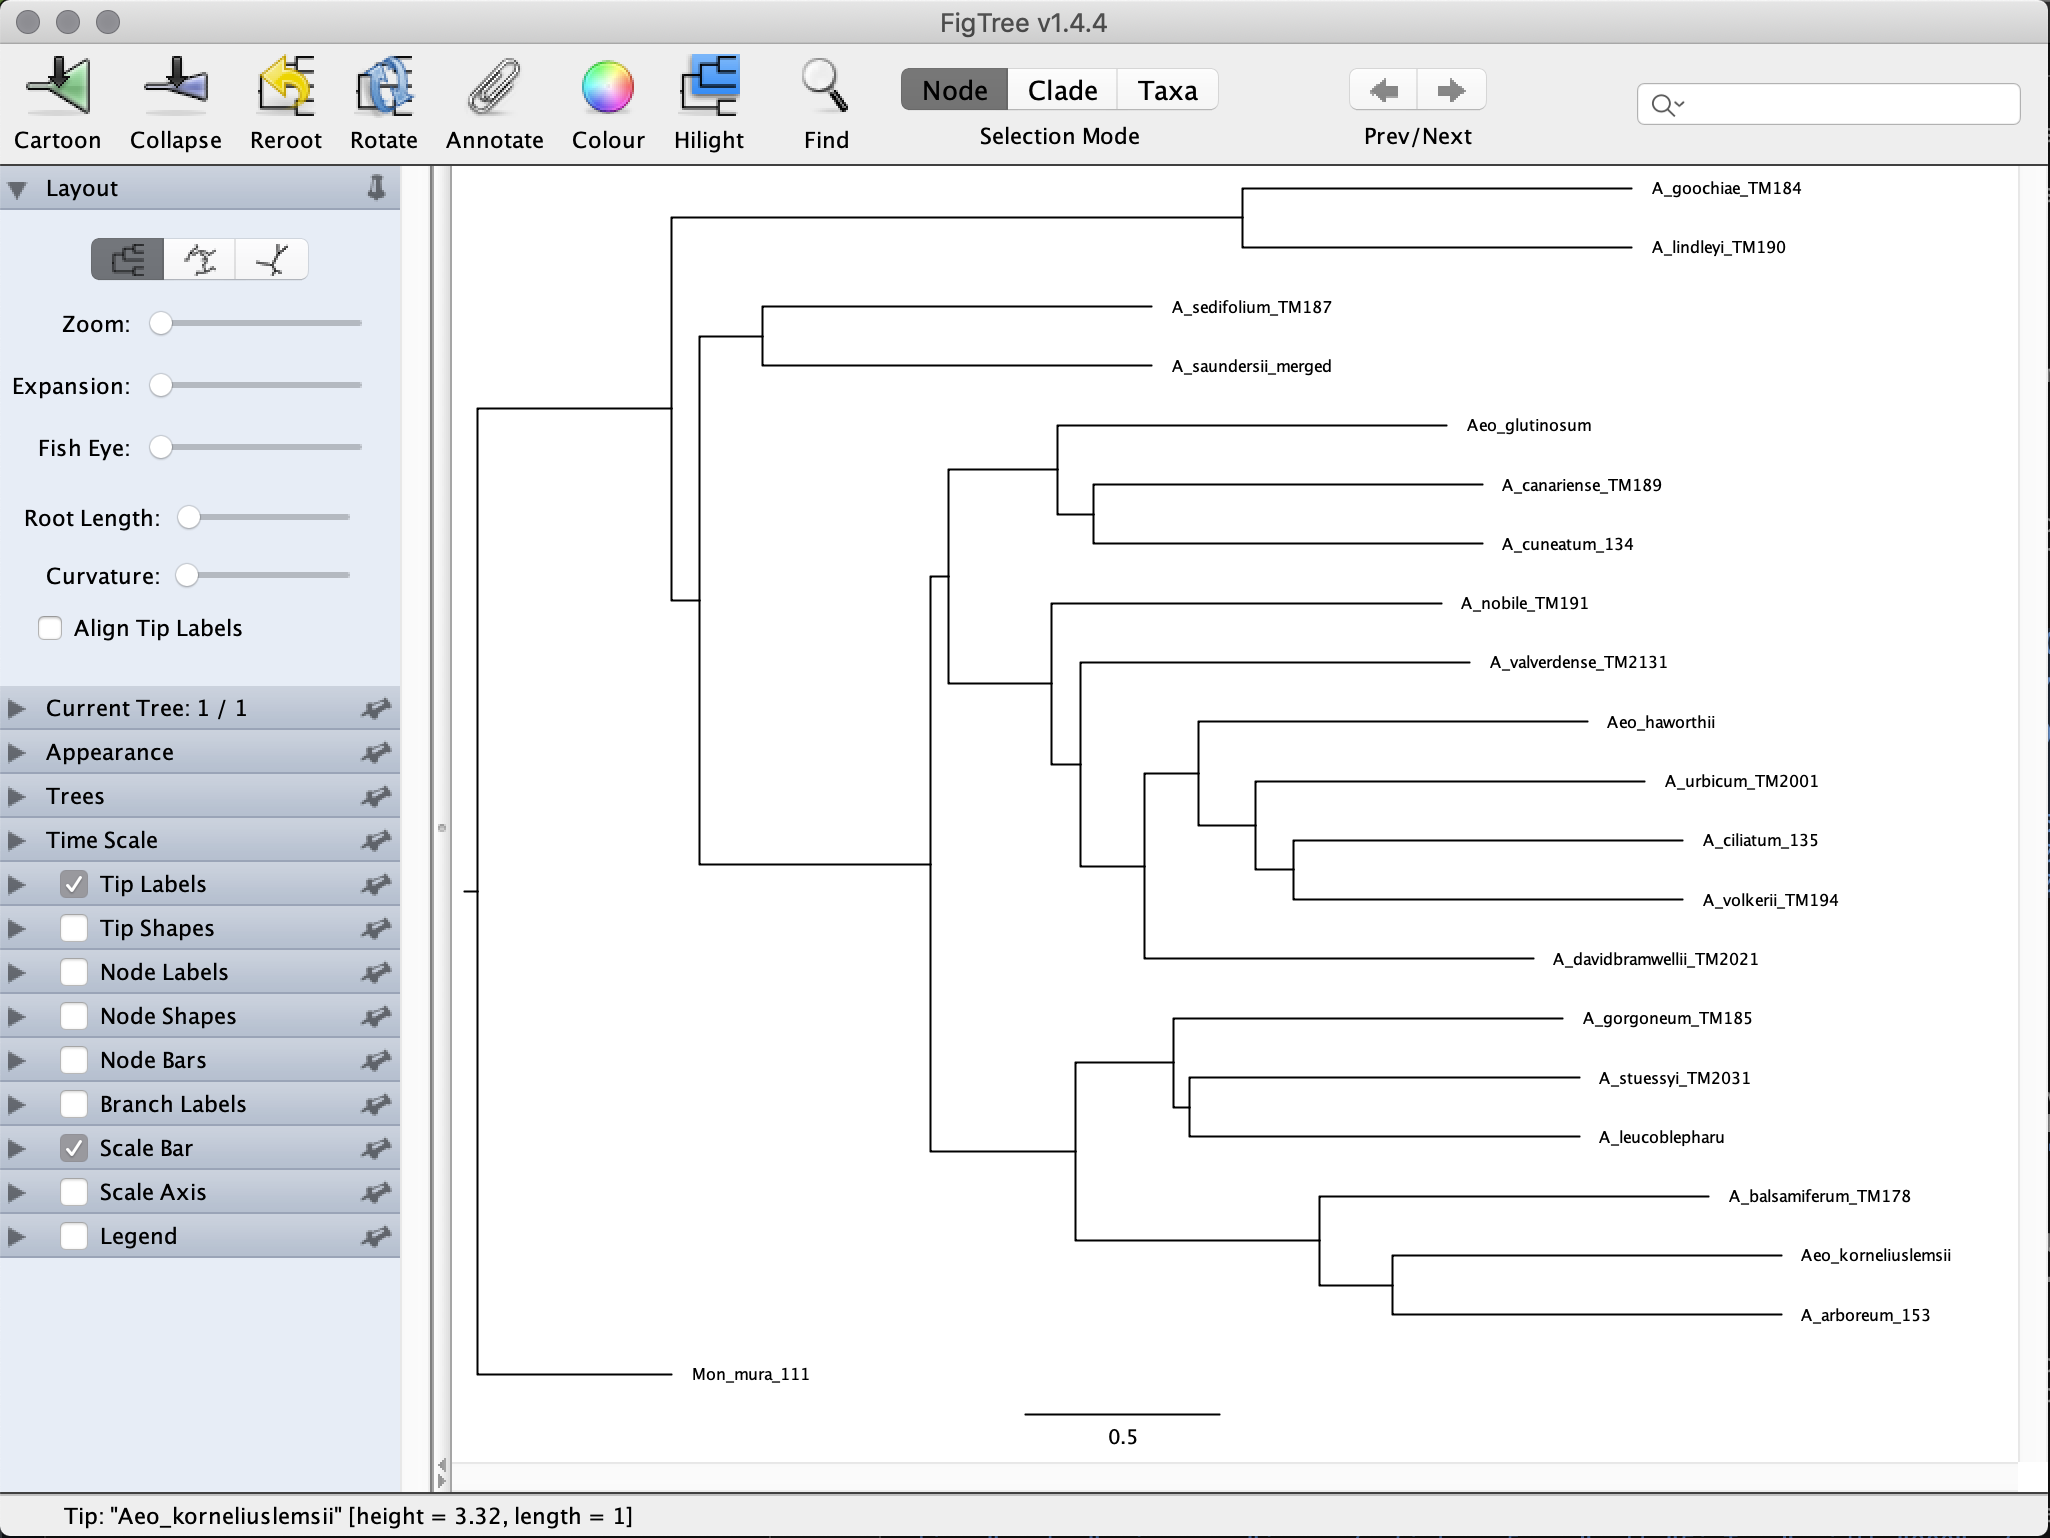 FigTree v1.4.4
Cartoon
Collapse
Reroot
Rotate
Annotate
Colour
Hilight
Find
Node Clade Taxa
Selection Mode
Prev/Next
Layout
Zoom:
Expansion:
Fish Eye:
Root Length:
Curvature:
Align Tip Labels
Current Tree: 1 / 1
Appearance
Trees
Time Scale
Tip Labels
Tip Shapes
Node Labels
Node Shapes
Node Bars
Branch Labels
Scale Bar
Scale Axis
Legend
A_goochiae_TM184
A_lindleyi_TM190
A_sedifolium_TM187
A_saundersii_merged
Aeo_glutinosum
A_canariense_TM189
A_cuneatum_134
A_nobile_TM191
A_valverdense_TM2131
Aeo_haworthii
A_urbicum_TM2001
A_ciliatum_135
A_volkerii_TM194
A_davidbramwellii_TM2021
A_gorgoneum_TM185
A_stuessyi_TM2031
A_leucoblepharu
A_balsamiferum_TM178
Aeo_korneliuslemsii
A_arboreum_153
Mon_mura_111
0.5
Tip: "Aeo_korneliuslemsii" [height = 3.32, length = 1]